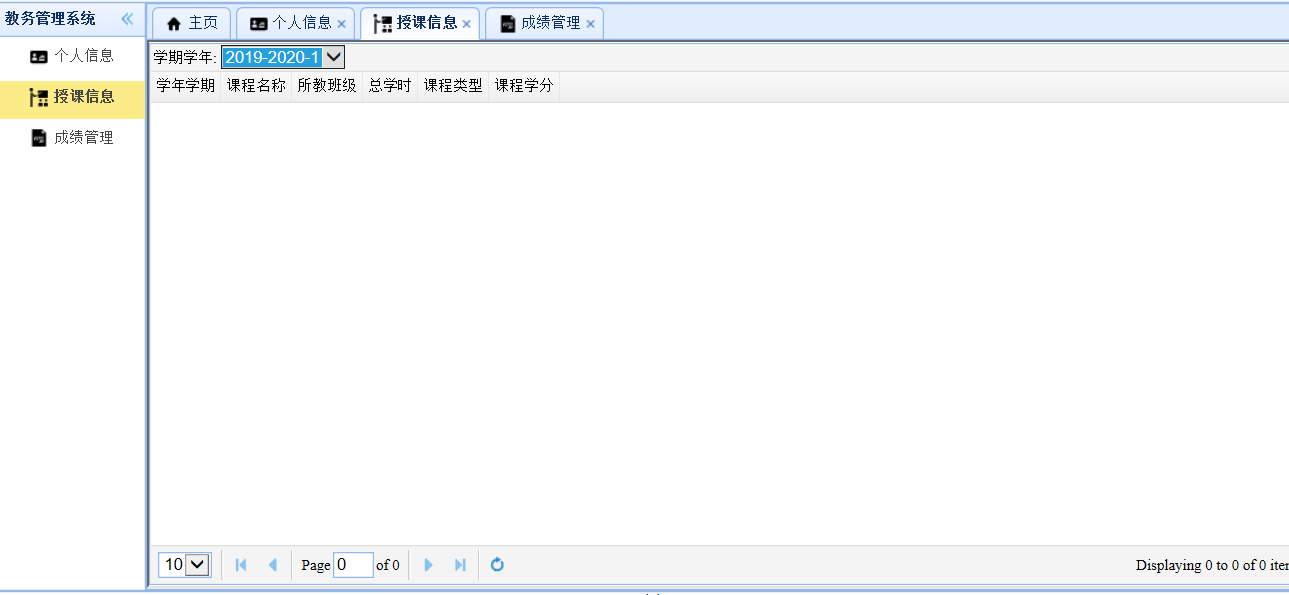 教务管理系统
个人信息
授课信息
成绩管理
主页 个人信息 授课信息 成绩管理
学期学年: 2019-2020-1
学年学期 课程名称 所教班级 总学时 课程类型 课程学分
10 Page 0 of 0 Displaying 0 to 0 of 0 iter